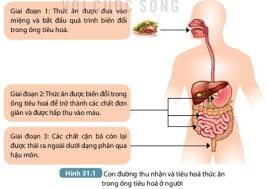 Giai đoạn 1: Thức ăn được đưa vào
miệng và bắt đầu quá trình biến đổi
trong ống tiêu hoá.
Giai đoạn 2: Thức ăn được biến đổi trong
ống tiêu hoá để trở thành các chất đơn
giản và được hấp thụ vào máu.
Giai đoạn 3: Các chất cặn bã còn lại
được thải ra ngoài dưới dạng phân qua
hậu môn.
Hình 31.1 Con đường thu nhận và tiêu hoá thức ăn
trong ống tiêu hoá ở người